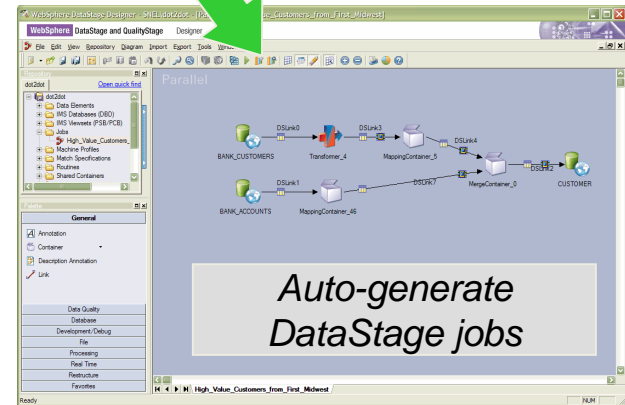 WebSphere DataStage Designer - SNEL/dot2dot - [P
ue_Customers_from_First_Midwest]
WebSphere DataStage and QualityStage Designer
File Edit View Repository Diagram Import Export Tools Window
Repository
dot2dot
Open quick find
dot2dot
Data Elements
IMS Databases (DBD)
IMS Viewsets (PSB/PCB)
Jobs
High_Value_Customers_
Machine Profiles
Match Specifications
Routines
Shared Containers
Palette
General
Annotation
Container
Description Annotation
Link
Data Quality
Database
Development/Debug
File
Processing
Real Time
Restructure
Favorites
Parallel
DSLink0
DSLink3
DSLink4
BANK_CUSTOMERS
Transformer_4
MappingContainer_5
DSLink2
DSLink1
DSLink7
MergeContainer_0
CUSTOMER
BANK_ACCOUNTS
MappingContainer_46
Auto-generate
DataStage jobs
High_Value_Customers_from_First_Midwest
Ready
NUM